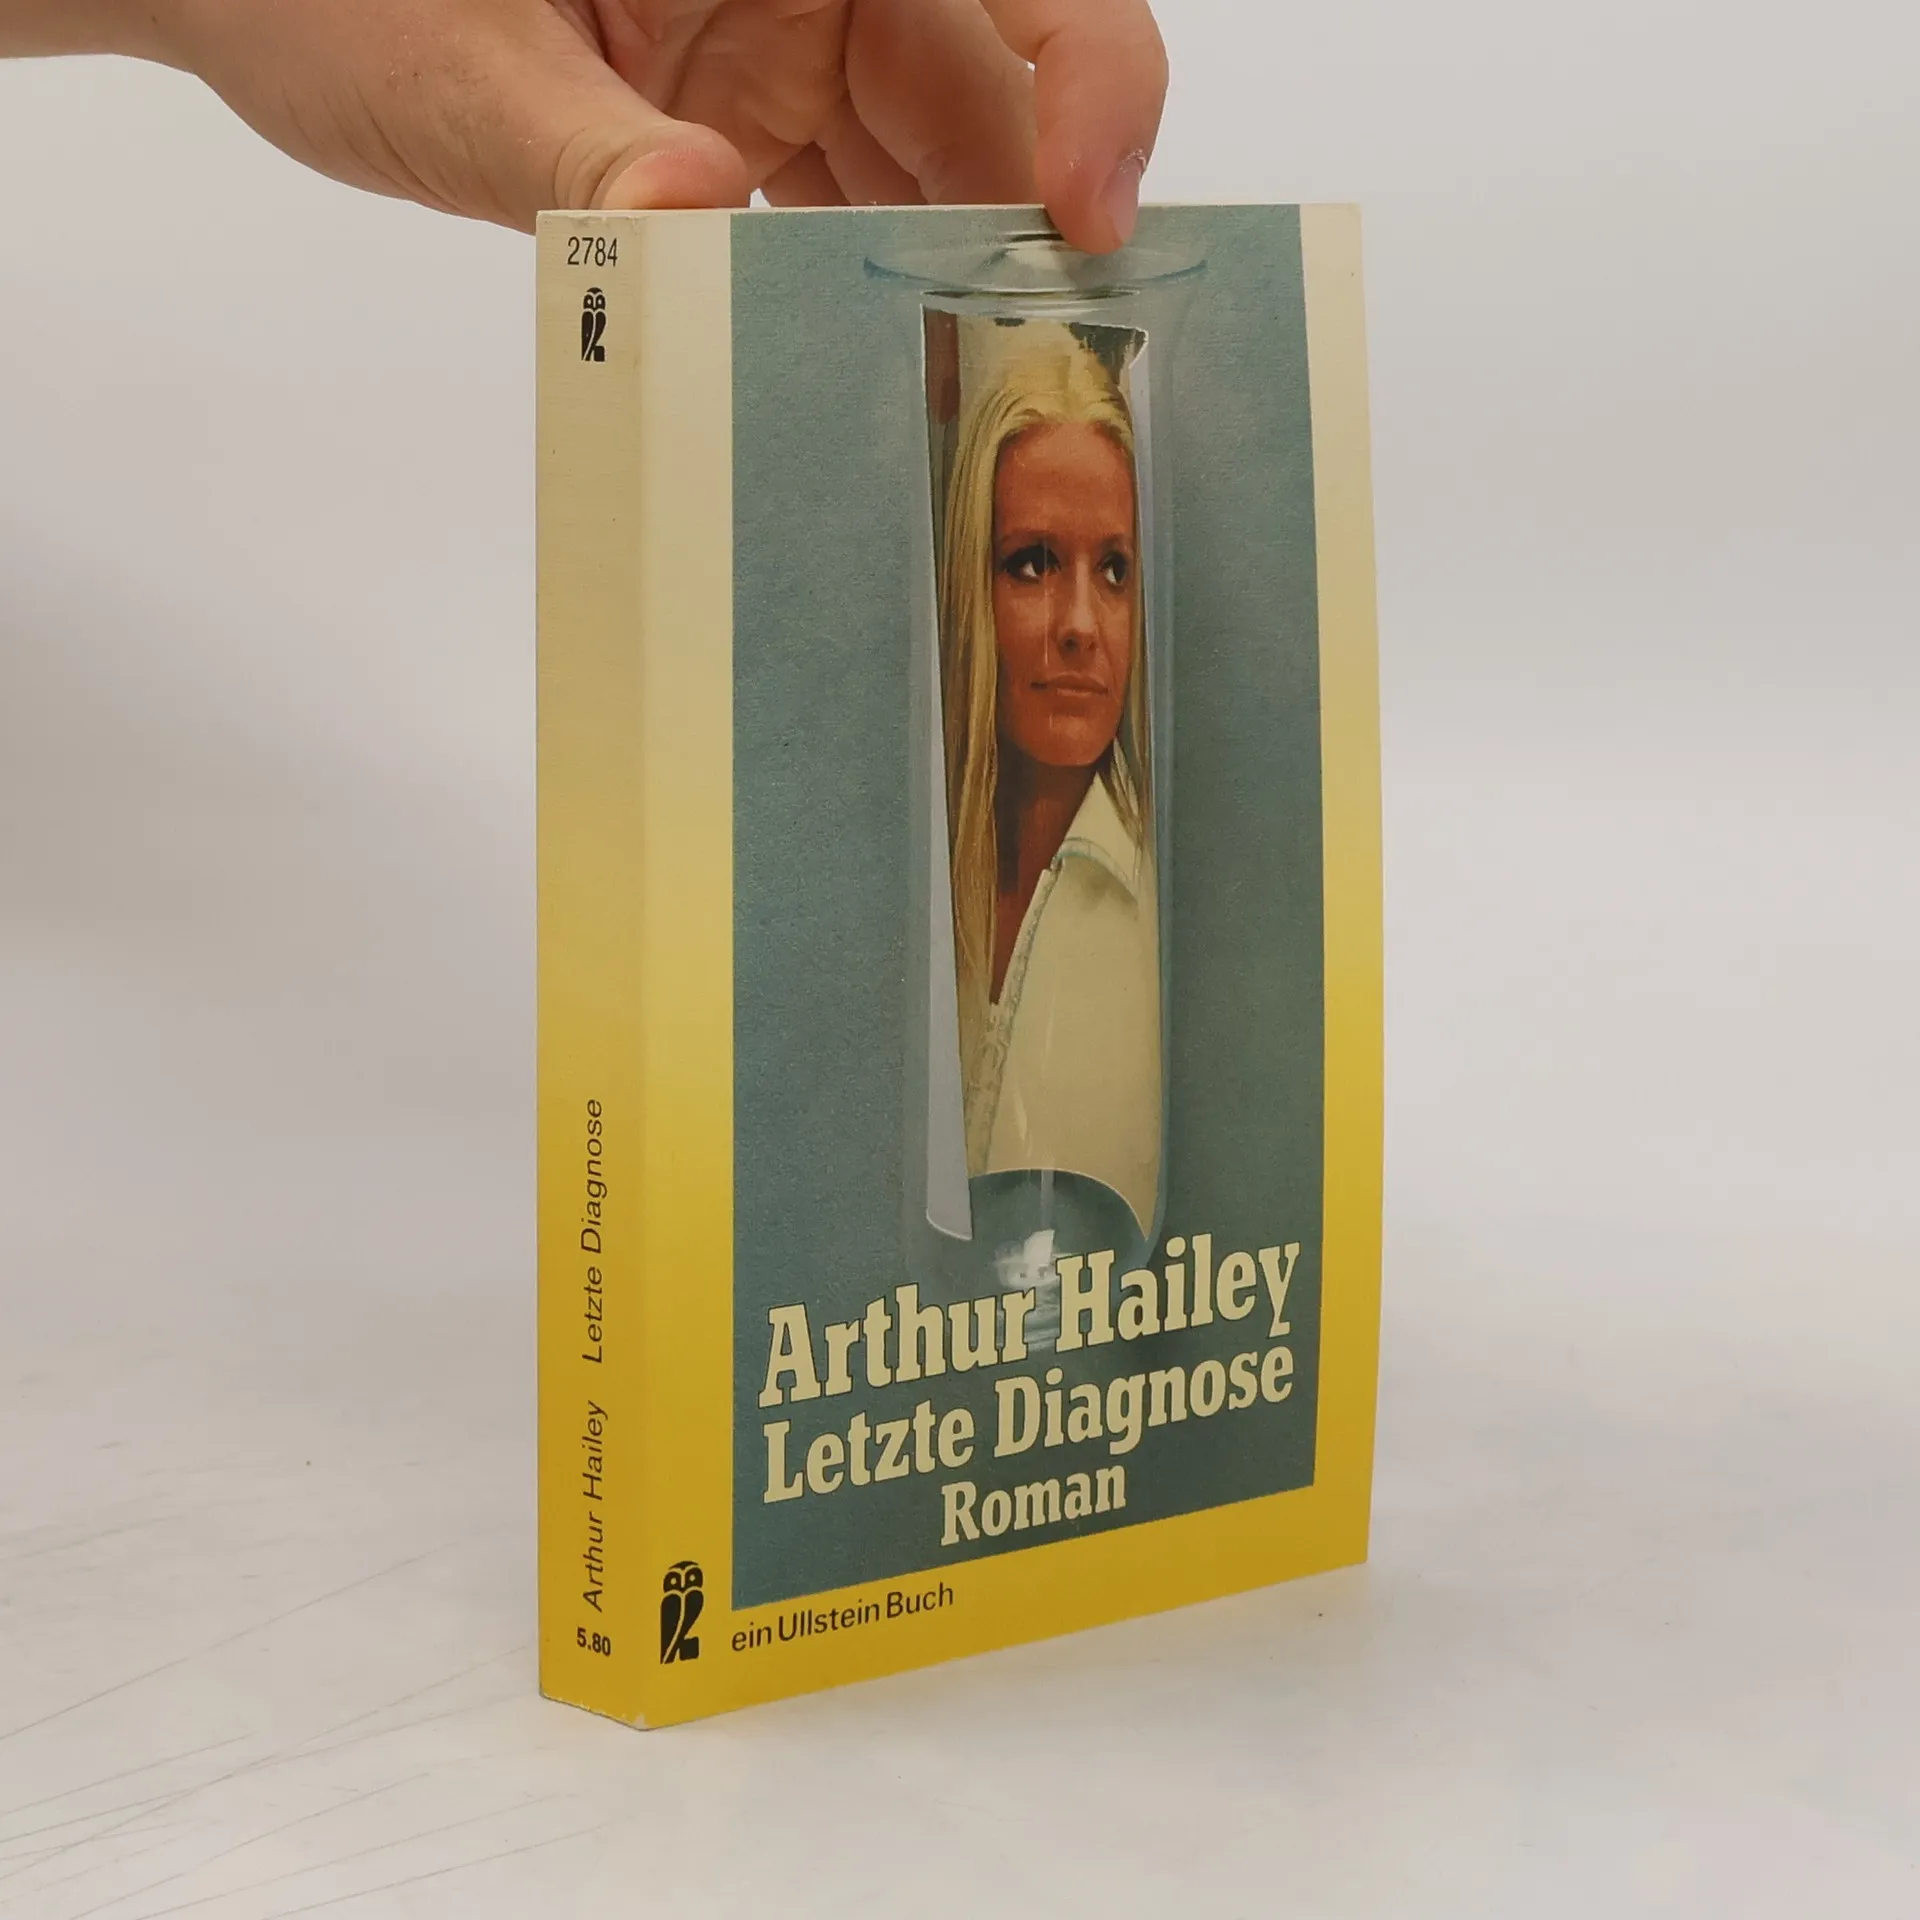 2784
Arthur Hailey Letzte Diagnose
5.80
Arthur Hailey
Letzte Diagnose
Roman
ein Ullstein Buch